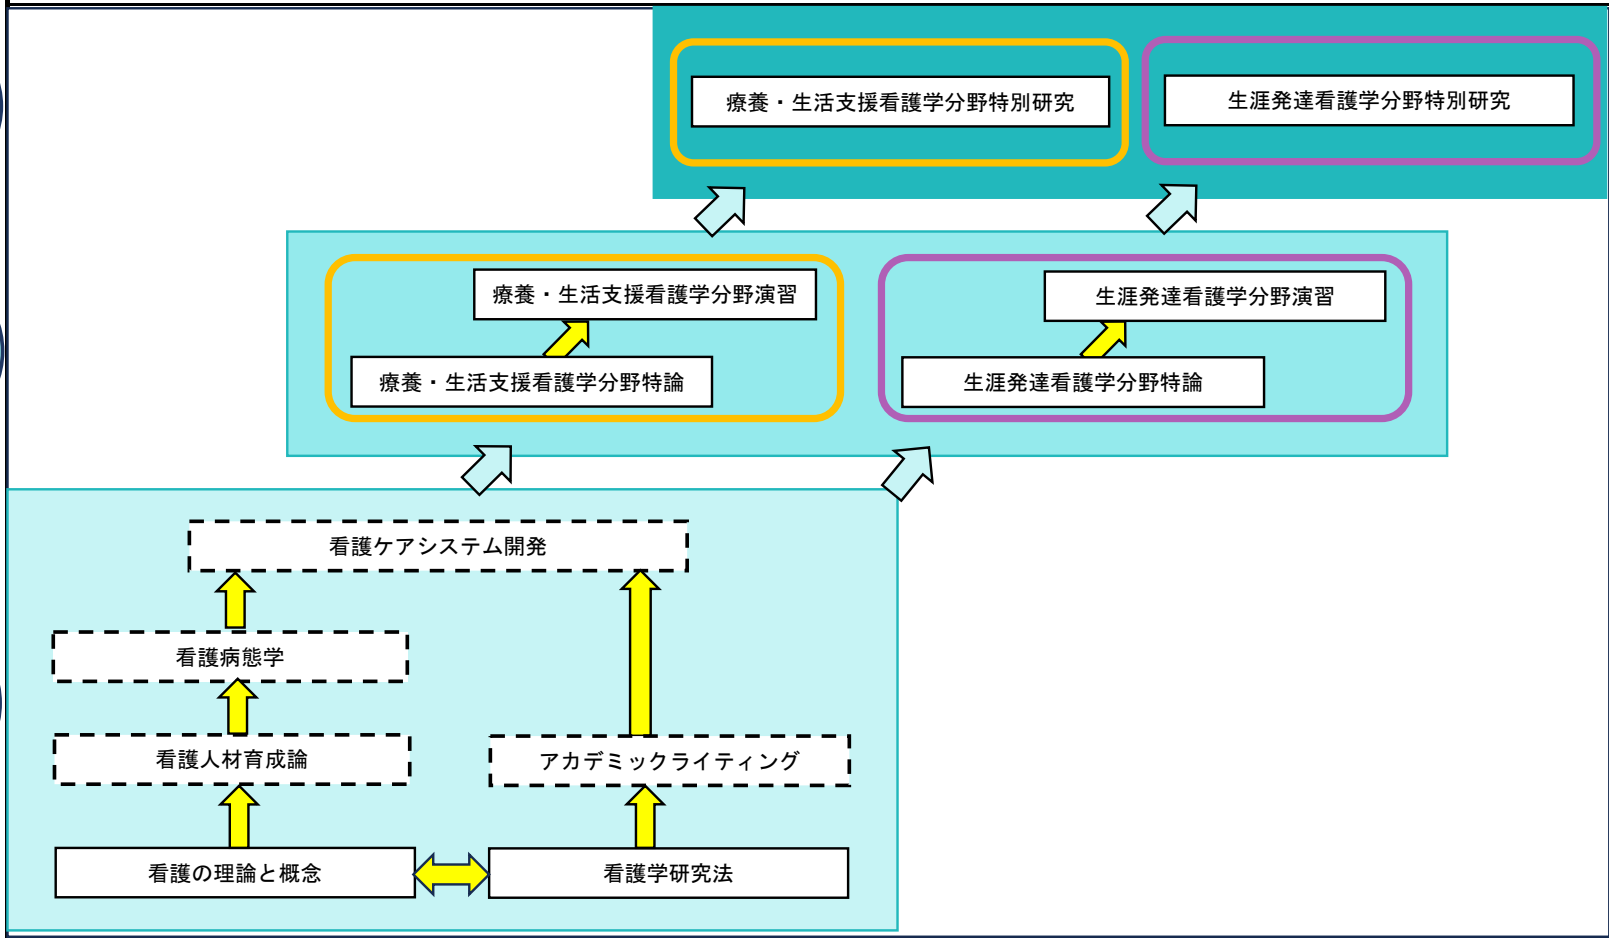 療養・生活支援看護学分野特別研究
生涯発達看護学分野特別研究
療養・生活支援看護学分野演習
生涯発達看護学分野演習
療養・生活支援看護学分野特論
生涯発達看護学分野特論
看護ケアシステム開発
看護病態学
看護人材育成論
アカデミックライティング
看護の理論と概念
看護学研究法